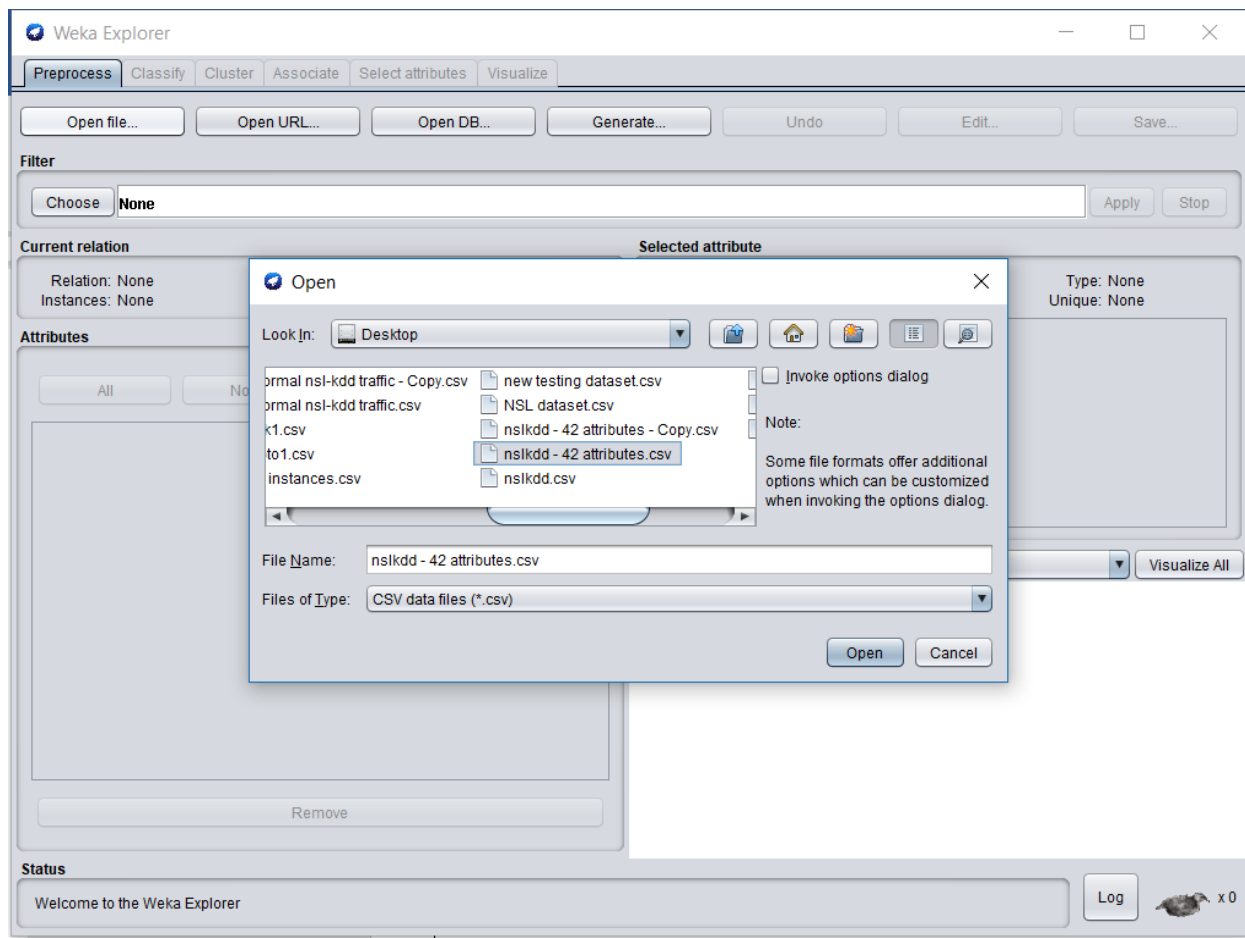 Weka Explorer
Preprocess Classify Cluster Associate Select attributes Visualize
Open file... Open URL... Open DB... Generate... Undo Edit... Save...
Filter
Choose None Apply Stop
Current relation Selected attribute
Relation: None Type: None
Instances: None Unique: None
Attributes
All No
Open
Look In: Desktop
ormal nsl-kdd traffic - Copy.csv new testing dataset.csv
ormal nsl-kdd traffic.csv NSL dataset.csv
k1.csv nslkdd - 42 attributes - Copy.csv
to1.csv nslkdd - 42 attributes.csv
instances.csv nslkdd.csv
Invoke options dialog
Note:
Some file formats offer additional
options which can be customized
when invoking the options dialog.
File Name: nslkdd - 42 attributes.csv
Files of Type: CSV data files (*.csv)
Open Cancel
Visualize All
Remove
Status
Welcome to the Weka Explorer
Log x 0